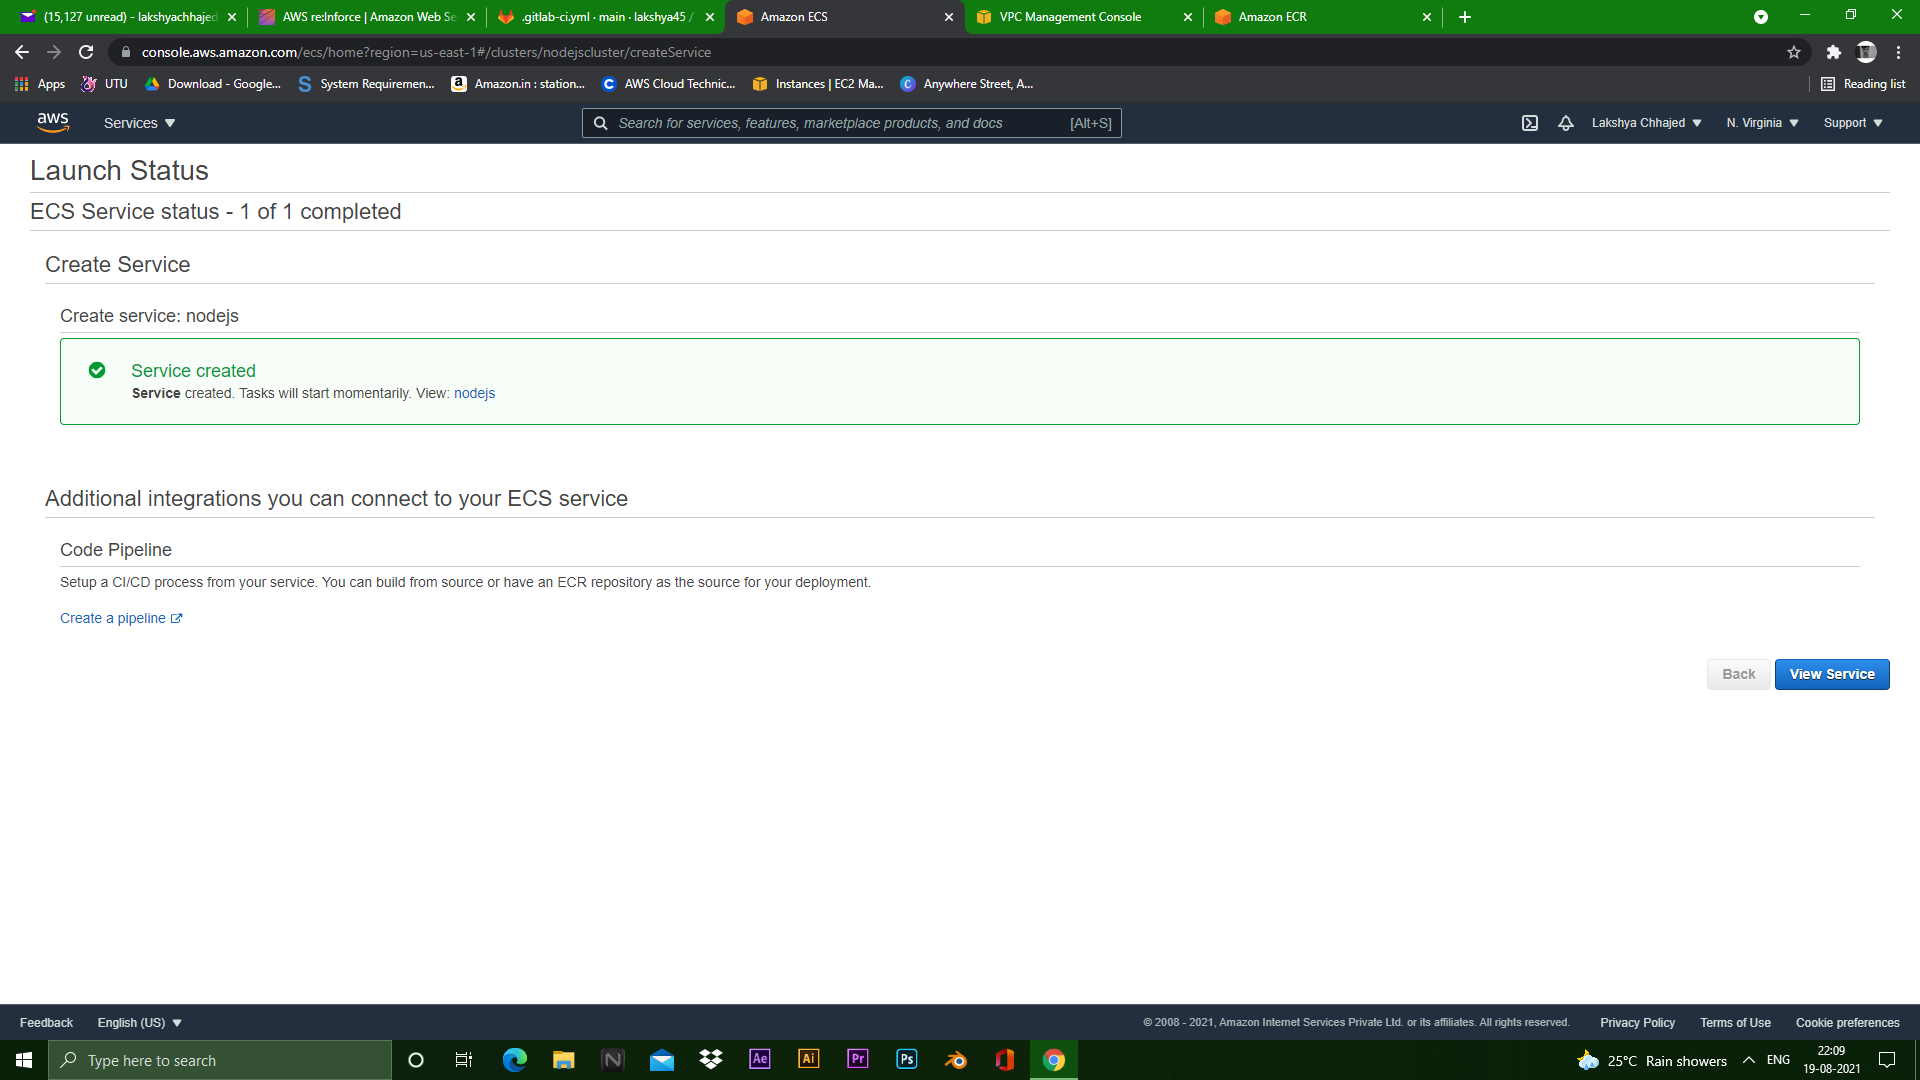 (15,127 unread) - lakshyachhajed
AWS re:Inforce | Amazon Web Se
.gitlab-ci.yml · main · lakshya45 /
Amazon ECS
VPC Management Console
Amazon ECR
console.aws.amazon.com/ecs/home?region=us-east-1#/clusters/nodejscluster/createService
Apps
UTU
Download - Google...
System Requiremen...
Amazon.in : station...
AWS Cloud Technic...
Instances | EC2 Ma...
Anywhere Street, A...
Reading list
aws
Services
Search for services, features, marketplace products, and docs
[Alt+S]
Lakshya Chhajed
N. Virginia
Support
Launch Status
ECS Service status - 1 of 1 completed
Create Service
Create service: nodejs
Service created
Service created. Tasks will start momentarily. View: nodejs
Additional integrations you can connect to your ECS service
Code Pipeline
Setup a CI/CD process from your service. You can build from source or have an ECR repository as the source for your deployment.
Create a pipeline
Back
View Service
Feedback
English (US)
© 2008 - 2021, Amazon Internet Services Private Ltd. or its affiliates. All rights reserved.
Privacy Policy
Terms of Use
Cookie preferences
Type here to search
Ae
Ai
Pr
Ps
25°C Rain showers
ENG
22:09
19-08-2021